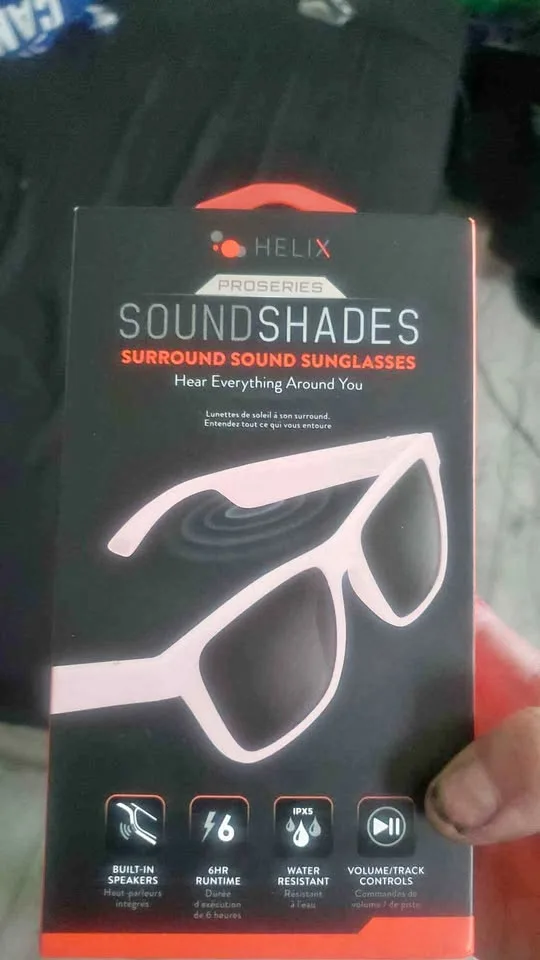 CAN
HELIX
PROSERIES
SOUNDSHADES
SURROUND SOUND SUNGLASSES
Hear Everything Around You
Lunettes de soleil à son surround.
Entendez tout ce qui vous entoure
6
IPX5
BUILT-IN
SPEAKERS
Haut-parleurs
intégrés
6HR
RUNTIME
Durée
d'exécution
de 6 heures
WATER
RESISTANT
Résistant
à l'eau
VOLUME/TRACK
CONTROLS
Commandes de
volume / de piste